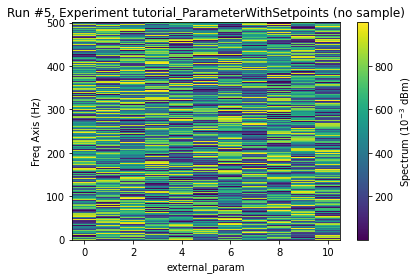 Run #5, Experiment tutorial_ParameterWithSetpoints (no sample)
500
400
300
200
100
0
Freq Axis (Hz)
0 2 4 6 8 10
external_param
800
600
400
200
Spectrum (10⁻³ dBm)